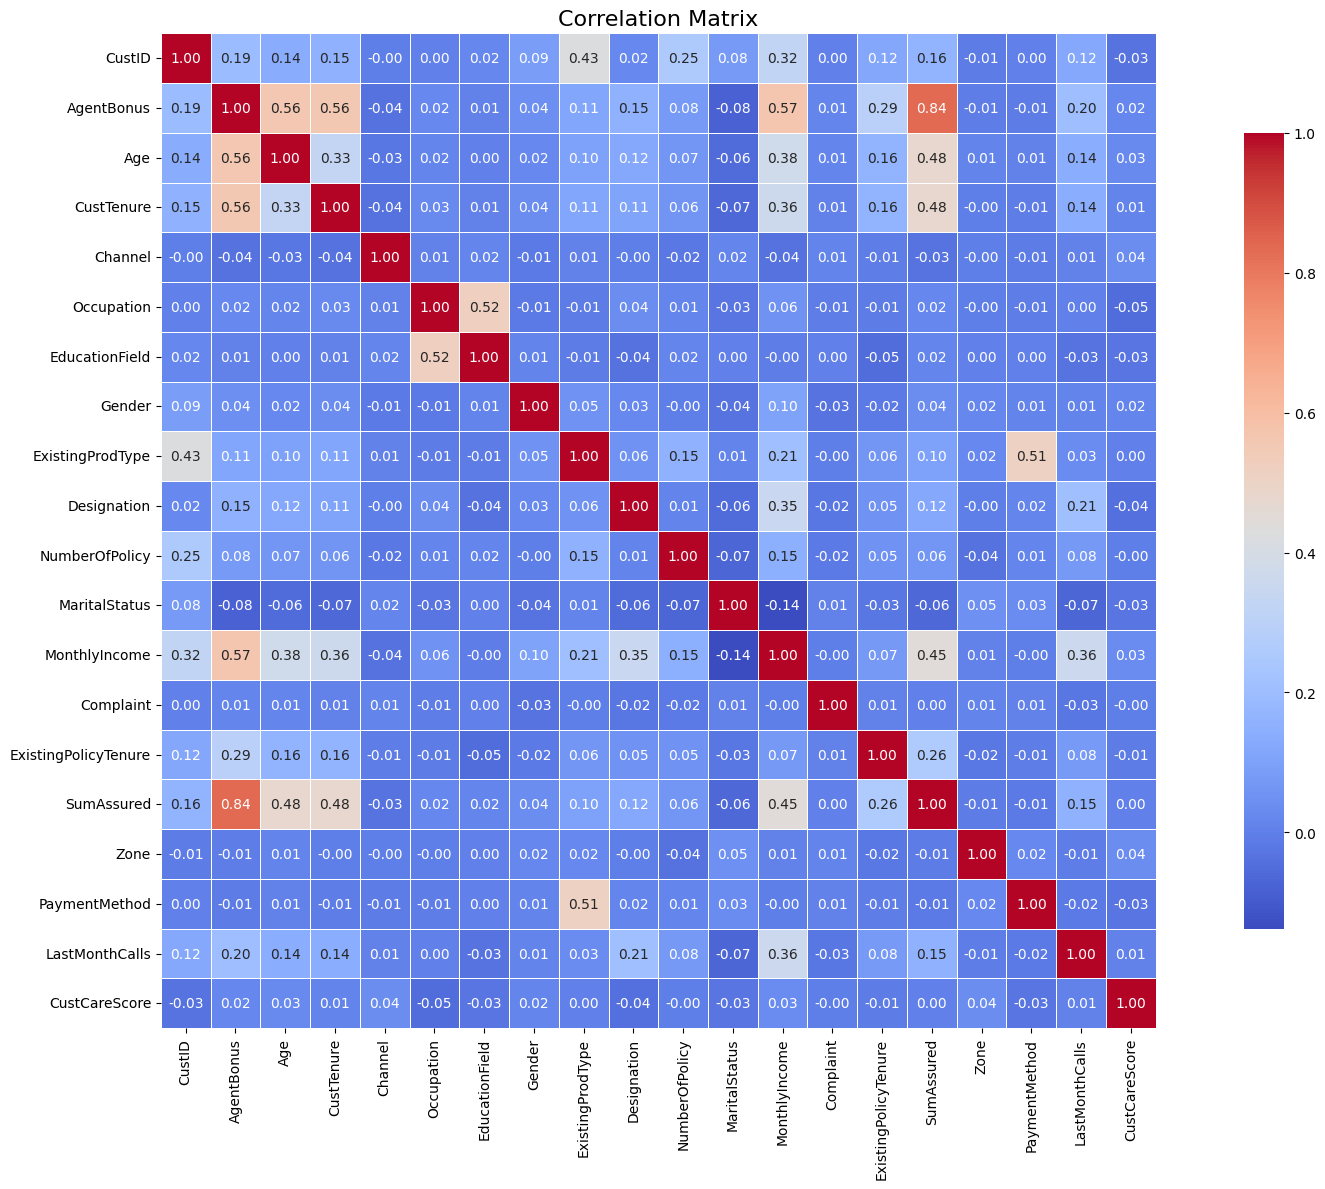 Correlation Matrix
CustID 1.00 0.19 0.14 0.15 -0.00 0.00 0.02 0.09 0.43 0.02 0.25 0.08 0.32 0.00 0.12 0.16 -0.01 0.00 0.12 -0.03
AgentBonus 0.19 1.00 0.56 0.56 -0.04 0.02 0.01 0.04 0.11 0.15 0.08 -0.08 0.57 0.01 0.29 0.84 -0.01 -0.01 0.20 0.02
Age 0.14 0.56 1.00 0.33 -0.03 0.02 0.00 0.02 0.10 0.12 0.07 -0.06 0.38 0.01 0.16 0.48 0.01 0.01 0.14 0.03
CustTenure 0.15 0.56 0.33 1.00 -0.04 0.03 0.01 0.04 0.11 0.11 0.06 -0.07 0.36 0.01 0.16 0.48 -0.00 -0.01 0.14 0.01
Channel -0.00 -0.04 -0.03 -0.04 1.00 0.01 0.02 -0.01 0.01 -0.00 -0.02 0.02 -0.04 0.01 -0.01 -0.03 -0.00 -0.01 0.01 0.04
Occupation 0.00 0.02 0.02 0.03 0.01 1.00 0.52 -0.01 -0.01 0.04 0.01 -0.03 0.06 -0.01 -0.01 0.02 -0.00 -0.01 0.00 -0.05
EducationField 0.02 0.01 0.00 0.01 0.02 0.52 1.00 0.01 -0.01 -0.04 0.02 0.00 -0.00 0.00 -0.05 0.02 0.00 0.00 -0.03 -0.03
Gender 0.09 0.04 0.02 0.04 -0.01 -0.01 0.01 1.00 0.05 0.03 -0.00 -0.04 0.10 -0.03 -0.02 0.04 0.02 0.01 0.01 0.02
ExistingProdType 0.43 0.11 0.10 0.11 0.01 -0.01 -0.01 0.05 1.00 0.06 0.15 0.01 0.21 -0.00 0.06 0.10 0.02 0.51 0.03 0.00
Designation 0.02 0.15 0.12 0.11 -0.00 0.04 -0.04 0.03 0.06 1.00 0.01 -0.06 0.35 -0.02 0.05 0.12 -0.00 0.02 0.21 -0.04
NumberOfPolicy 0.25 0.08 0.07 0.06 -0.02 0.01 0.02 -0.00 0.15 0.01 1.00 -0.07 0.15 -0.02 0.05 0.06 -0.04 0.01 0.08 -0.00
MaritalStatus 0.08 -0.08 -0.06 -0.07 0.02 -0.03 0.00 -0.04 0.01 -0.06 -0.07 1.00 -0.14 0.01 -0.03 -0.06 0.05 0.03 -0.07 -0.03
MonthlyIncome 0.32 0.57 0.38 0.36 -0.04 0.06 -0.00 0.10 0.21 0.35 0.15 -0.14 1.00 -0.00 0.07 0.45 0.01 -0.00 0.36 0.03
Complaint 0.00 0.01 0.01 0.01 0.01 -0.01 0.00 -0.03 -0.00 -0.02 -0.02 0.01 -0.00 1.00 0.01 0.00 0.01 0.01 -0.03 -0.00
ExistingPolicyTenure 0.12 0.29 0.16 0.16 -0.01 -0.01 -0.05 -0.02 0.06 0.05 0.05 -0.03 0.07 0.01 1.00 0.26 -0.02 -0.01 0.08 -0.01
SumAssured 0.16 0.84 0.48 0.48 -0.03 0.02 0.02 0.04 0.10 0.12 0.06 -0.06 0.45 0.00 0.26 1.00 -0.01 -0.01 0.15 0.00
Zone -0.01 -0.01 0.01 -0.00 -0.00 -0.00 0.00 0.02 0.02 -0.00 -0.04 0.05 0.01 0.01 -0.02 -0.01 1.00 0.02 -0.01 0.04
PaymentMethod 0.00 -0.01 0.01 -0.01 -0.01 -0.01 0.00 0.01 0.51 0.02 0.01 0.03 -0.00 0.01 -0.01 -0.01 0.02 1.00 -0.02 -0.03
LastMonthCalls 0.12 0.20 0.14 0.14 0.01 0.00 -0.03 0.01 0.03 0.21 0.08 -0.07 0.36 -0.03 0.08 0.15 -0.01 -0.02 1.00 0.01
CustCareScore -0.03 0.02 0.03 0.01 0.04 -0.05 -0.03 0.02 0.00 -0.04 -0.00 -0.03 0.03 -0.00 -0.01 0.00 0.04 -0.03 0.01 1.00
CustID
AgentBonus
Age
CustTenure
Channel
Occupation
EducationField
Gender
ExistingProdType
Designation
NumberOfPolicy
MaritalStatus
MonthlyIncome
Complaint
ExistingPolicyTenure
SumAssured
Zone
PaymentMethod
LastMonthCalls
CustCareScore
1.0
0.8
0.6
0.4
0.2
0.0